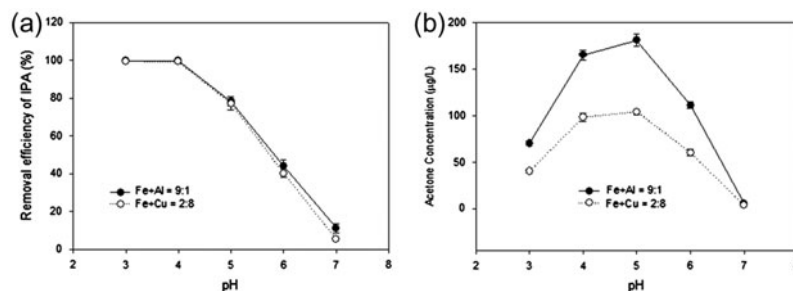 (a)
Removal efficiency of IPA (%)
120
100
80
60
40
20
0
Fe+Al = 9:1
Fe+Cu = 2:8
2 3 4 5 6 7 8
pH
(b)
Acetone Concentration (µg/L)
200
150
100
50
0
Fe+Al = 9:1
Fe+Cu = 2:8
2 3 4 5 6 7 8
pH